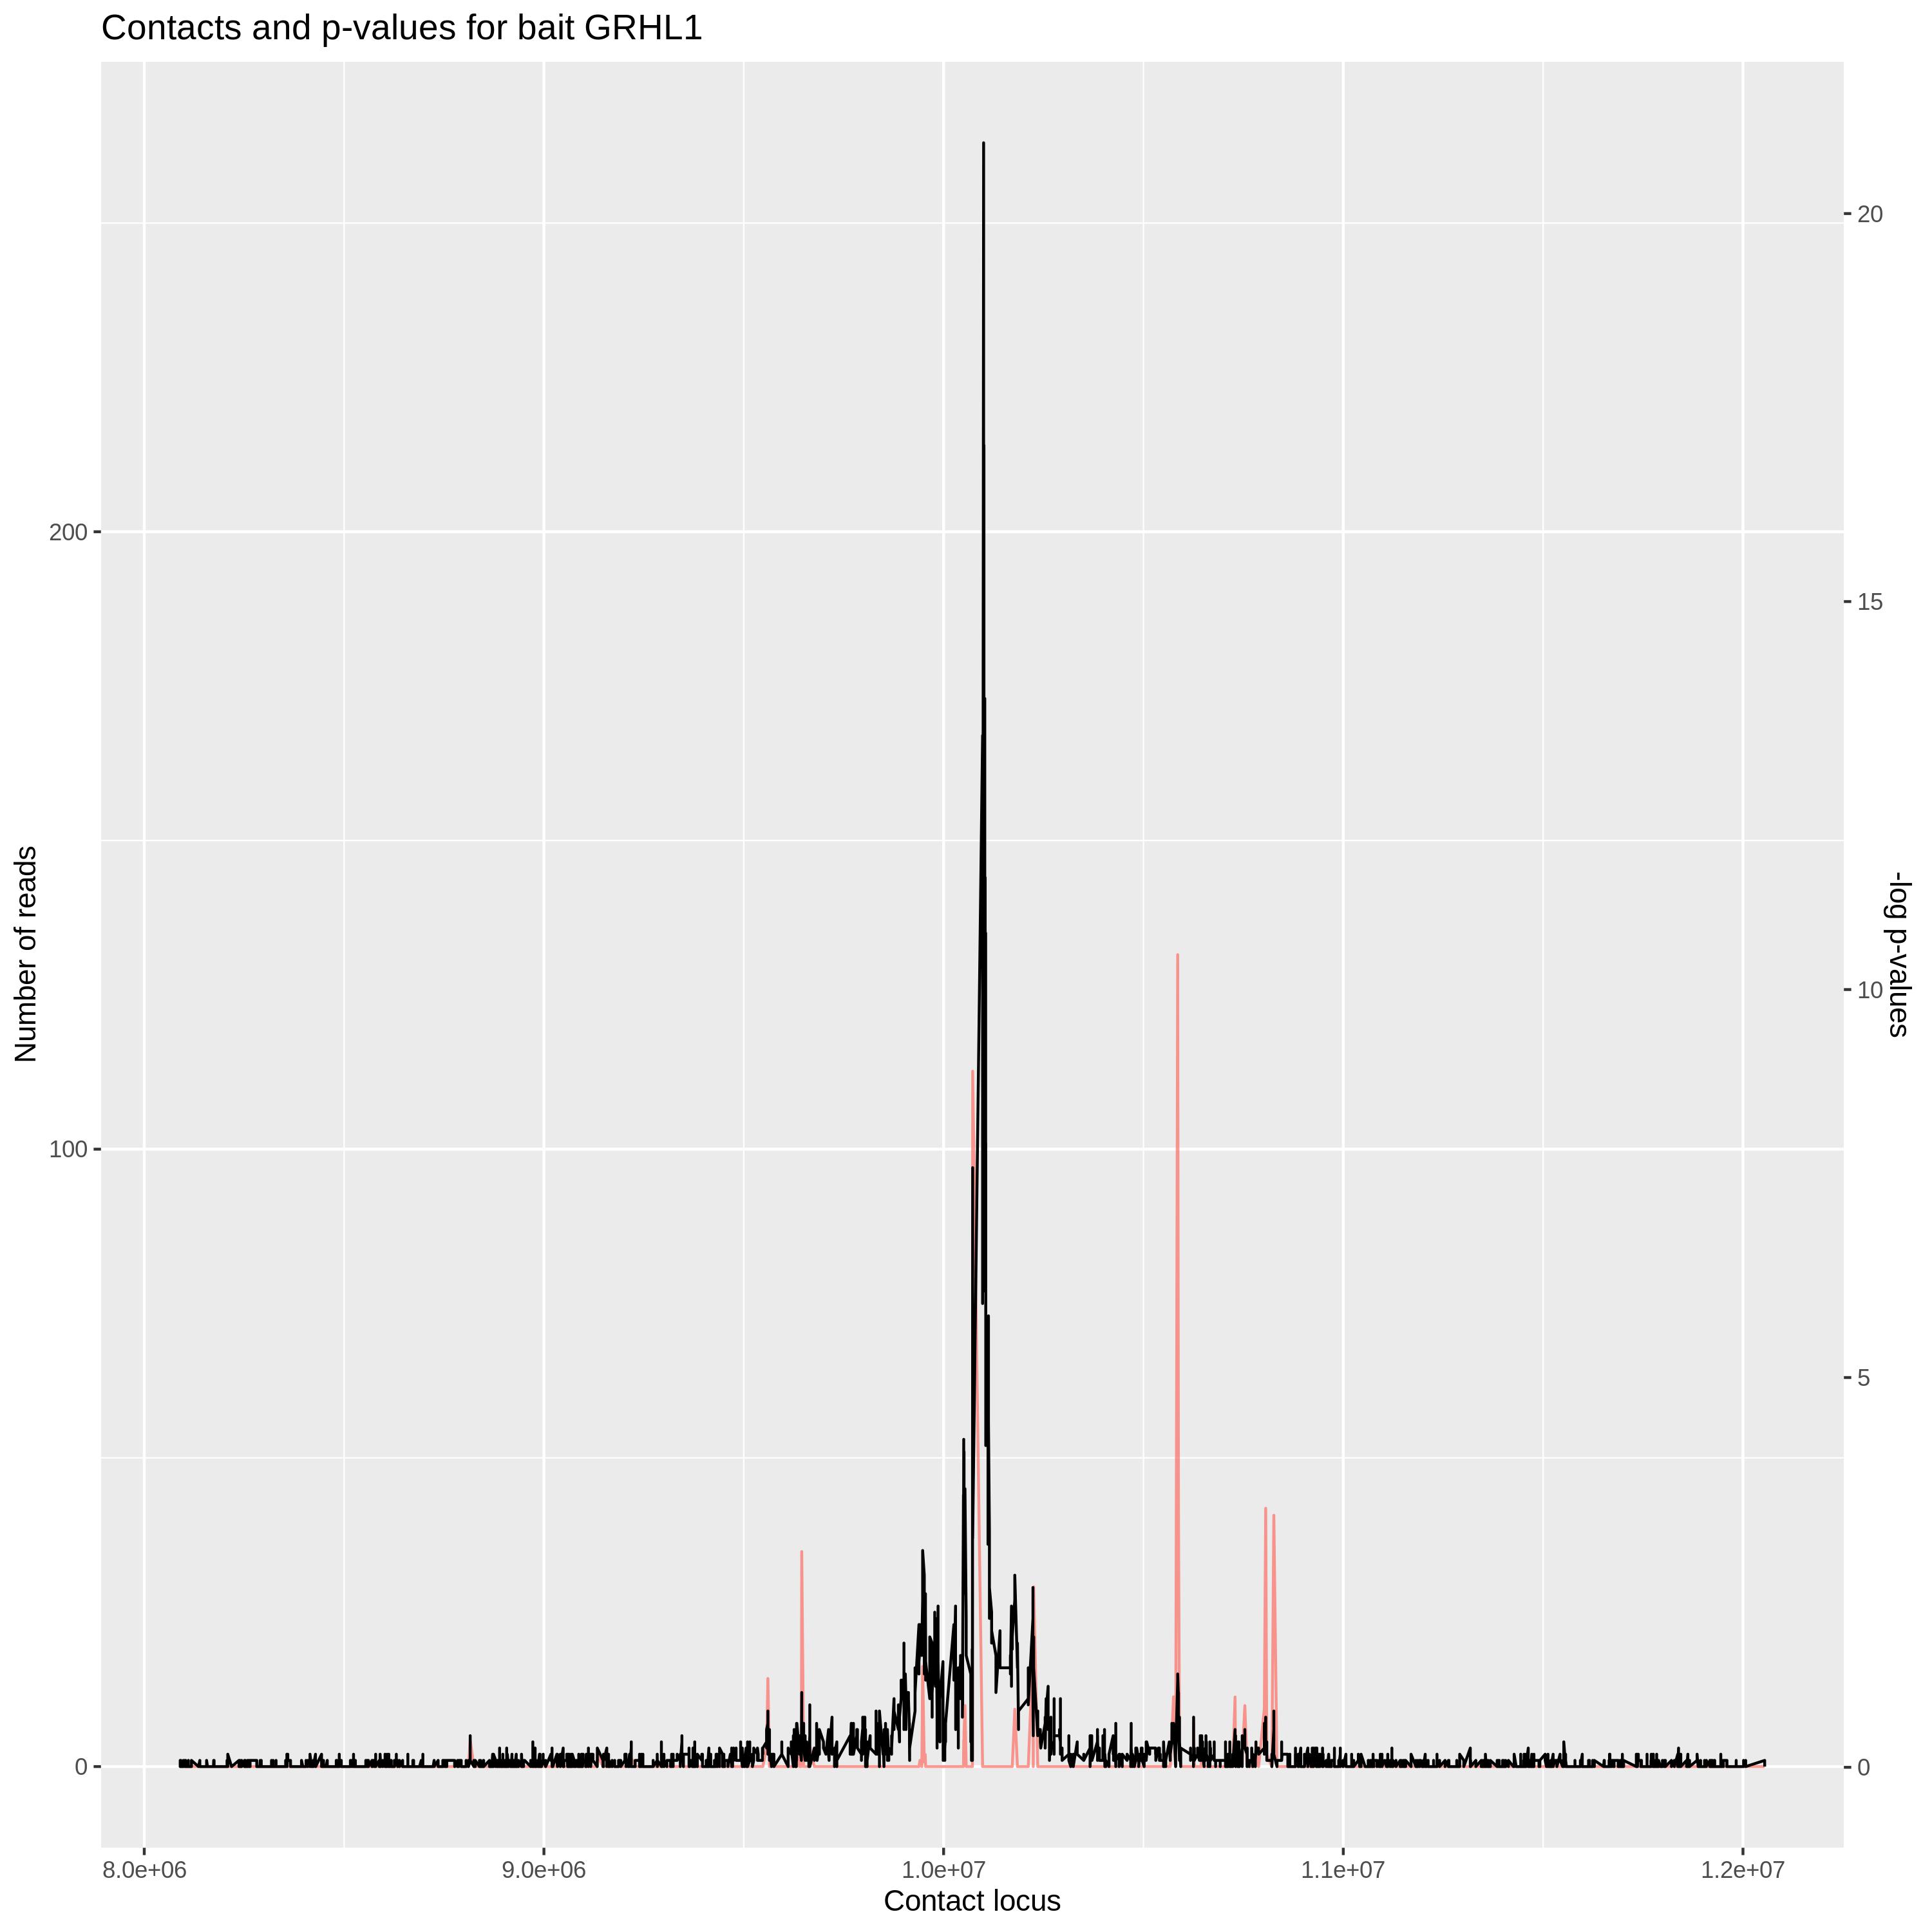 Contacts and p-values for bait GRHL1
200
100
0
Number of reads
20
15
10
5
0
-log p-values
8.0e+06
9.0e+06
1.0e+07
1.1e+07
1.2e+07
Contact locus